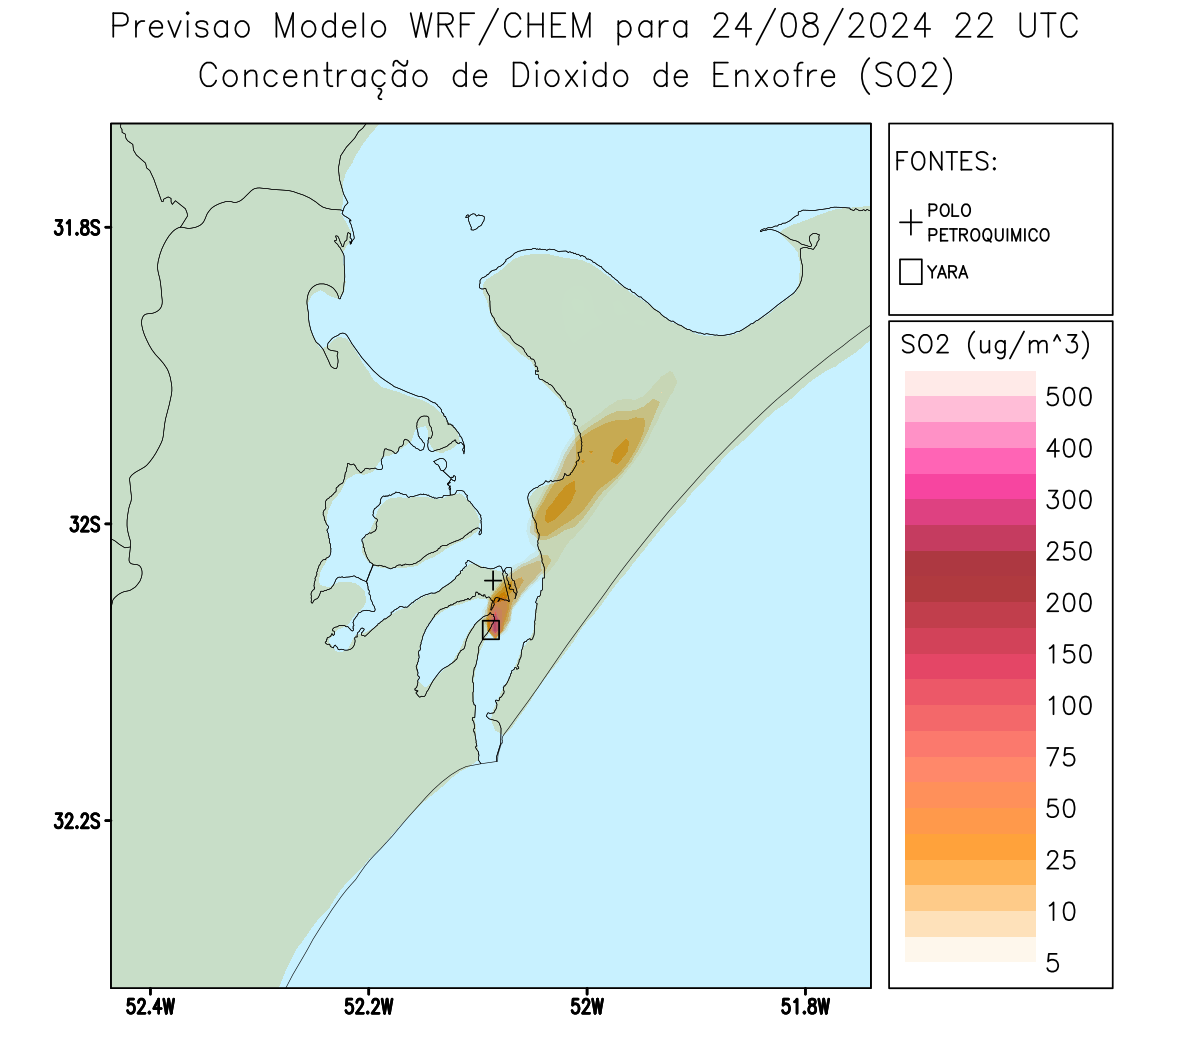 Previsao Modelo WRF/CHEM para 24/08/2024 22 UTC
Concentração de Dioxido de Enxofre (SO2)
FONTES:
POLO
PETROQUIMICO
YARA
31.8S
32S
32.2S
52.4W
52.2W
52W
51.8W
SO2 (ug/m^3)
500
400
300
250
200
150
100
75
50
25
10
5